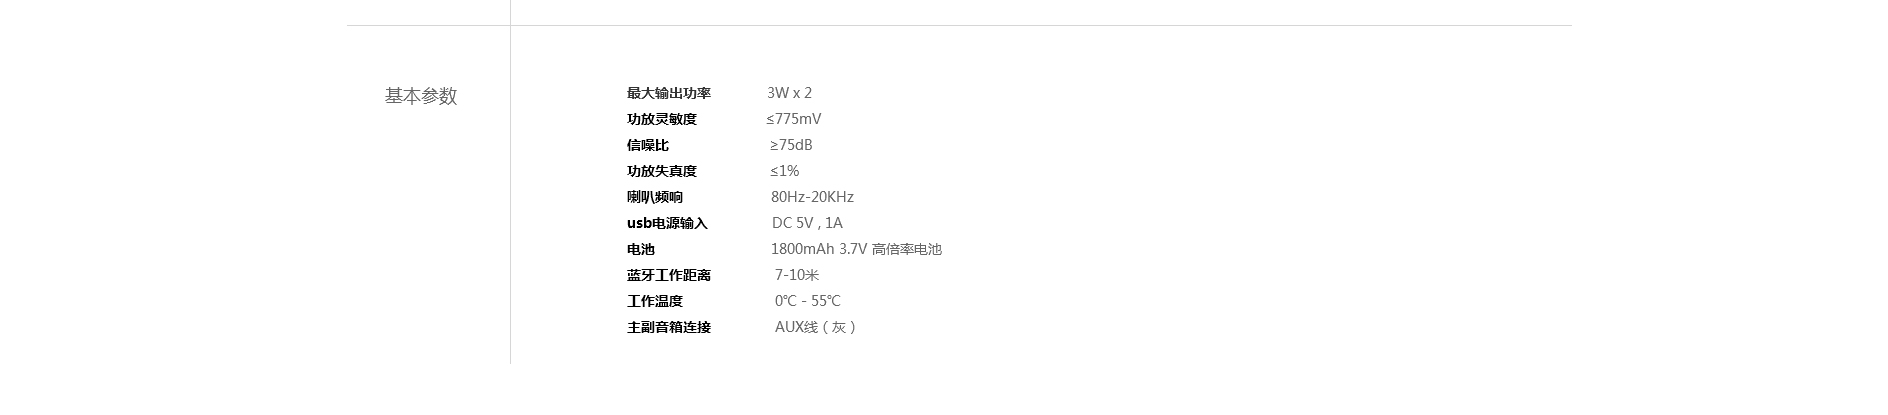 基本参数
最大输出功率 3W x 2
功放灵敏度 ≤775mV
信噪比 ≥75dB
功放失真度 ≤1%
喇叭频响 80Hz-20KHz
usb电源输入 DC 5V , 1A
电池 1800mAh 3.7V 高倍率电池
蓝牙工作距离 7-10米
工作温度 0℃ - 55℃
主副音箱连接 AUX线（灰）